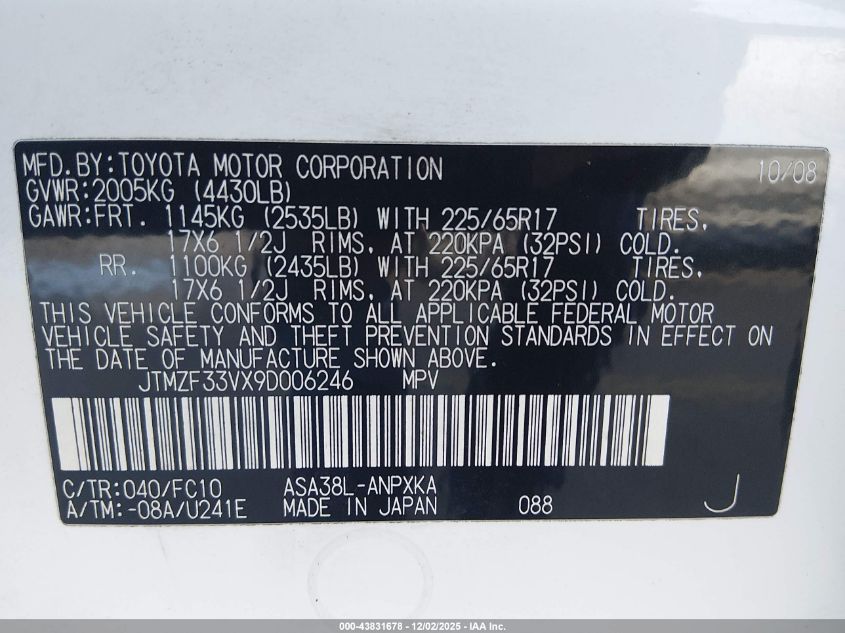 MFD.BY:TOYOTA MOTOR CORPORATION 10/08
GVWR:2005KG (4430LB)
GAWR:FRT. 1145KG (2535LB) WITH 225/65R17 TIRES,
17X6 1/2J RIMS, AT 220KPA (32PSI) COLD.
RR. 1100KG (2435LB) WITH 225/65R17 TIRES,
17X6 1/2J RIMS, AT 220KPA (32PSI) COLD.
THIS VEHICLE CONFORMS TO ALL APPLICABLE FEDERAL MOTOR
VEHICLE SAFETY AND THEFT PREVENTION STANDARDS IN EFFECT ON
THE DATE OF MANUFACTURE SHOWN ABOVE.
JTMZF33VX9D006246 MPV
C/TR:040/FC10 ASA38L-ANPXKA
A/TM:-08A/U241E MADE IN JAPAN 088 J
000-43831678 - 12/02/2025 - IAA Inc.